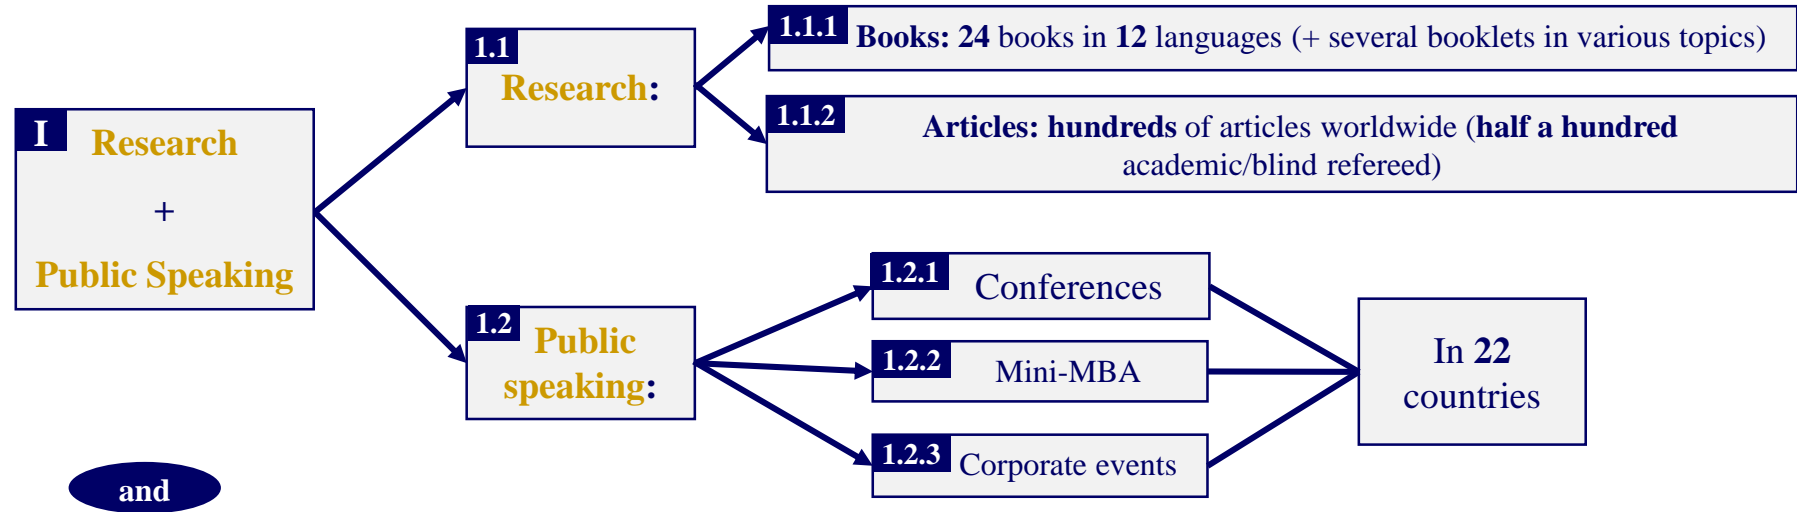 I
Research
+
Public Speaking
1.1
Research:
1.1.1
Books: 24 books in 12 languages (+ several booklets in various topics)
1.1.2
Articles: hundreds of articles worldwide (half a hundred
academic/blind refereed)
1.2
Public
speaking:
1.2.1
Conferences
1.2.2
Mini-MBA
1.2.3
Corporate events
In 22
countries
and